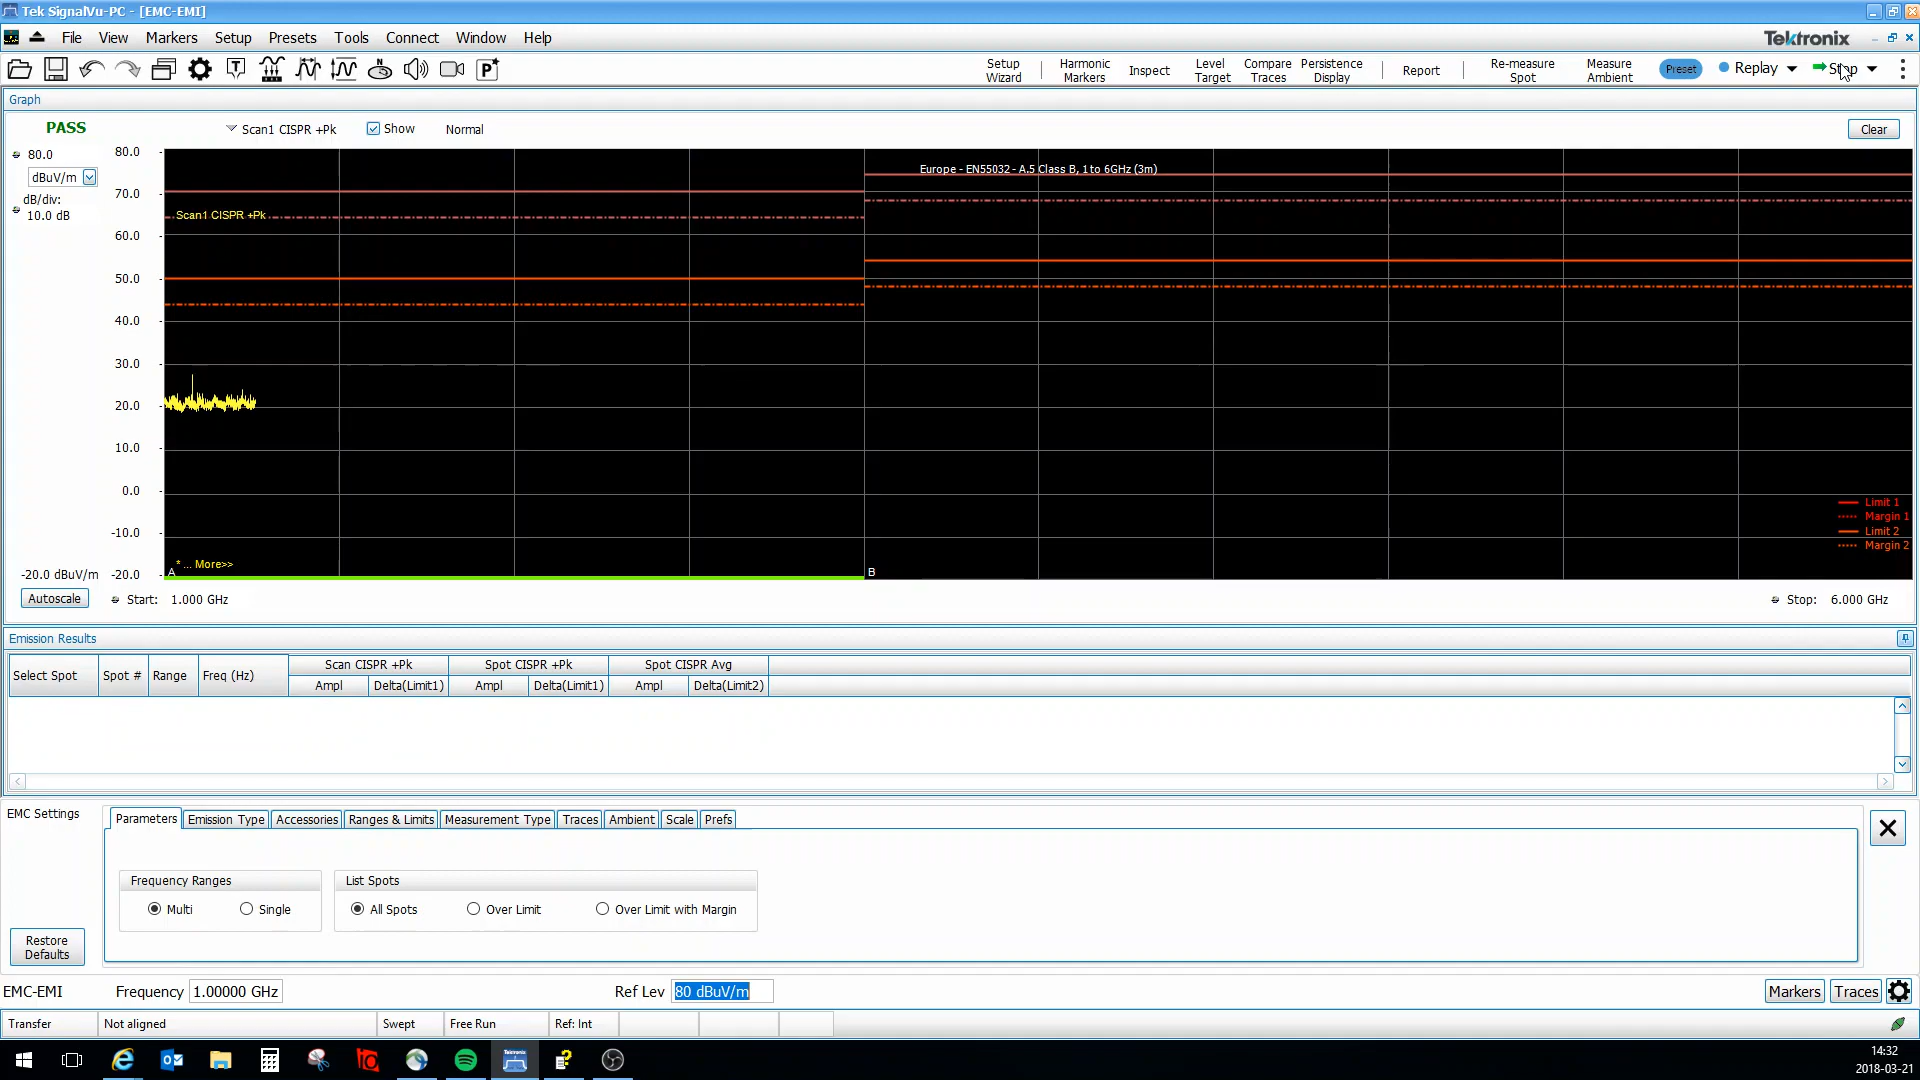 Tek SignalVu-PC - [EMC-EMI]
File View Markers Setup Presets Tools Connect Window Help
Tektronix
Setup Wizard Harmonic Markers Inspect Level Target Compare Traces Persistence Display Report Re-measure Spot Measure Ambient Preset Replay Stop
Graph
PASS
Scan1 CISPR +Pk Show Normal Clear
80.0
dBuV/m
dB/div:
10.0 dB
80.0
70.0
60.0
50.0
40.0
30.0
20.0
10.0
0.0
-10.0
-20.0
Europe - EN55032 - A.5 Class B, 1to 6GHz (3m)
Scan1 CISPR +Pk
Limit 1
Margin 1
Limit 2
Margin 2
* ... More>>
A B
-20.0 dBuV/m
Autoscale Start: 1.000 GHz Stop: 6.000 GHz
Emission Results
Select Spot Spot # Range Freq (Hz) Scan CISPR +Pk Spot CISPR +Pk Spot CISPR Avg
Ampl Delta(Limit1) Ampl Delta(Limit1) Ampl Delta(Limit2)
EMC Settings
Parameters Emission Type Accessories Ranges & Limits Measurement Type Traces Ambient Scale Prefs
Frequency Ranges List Spots
Multi Single All Spots Over Limit Over Limit with Margin
Restore
Defaults
EMC-EMI Frequency 1.00000 GHz Ref Lev 80 dBuV/m Markers Traces
Transfer Not aligned Swept Free Run Ref: Int
14:32
2018-03-21